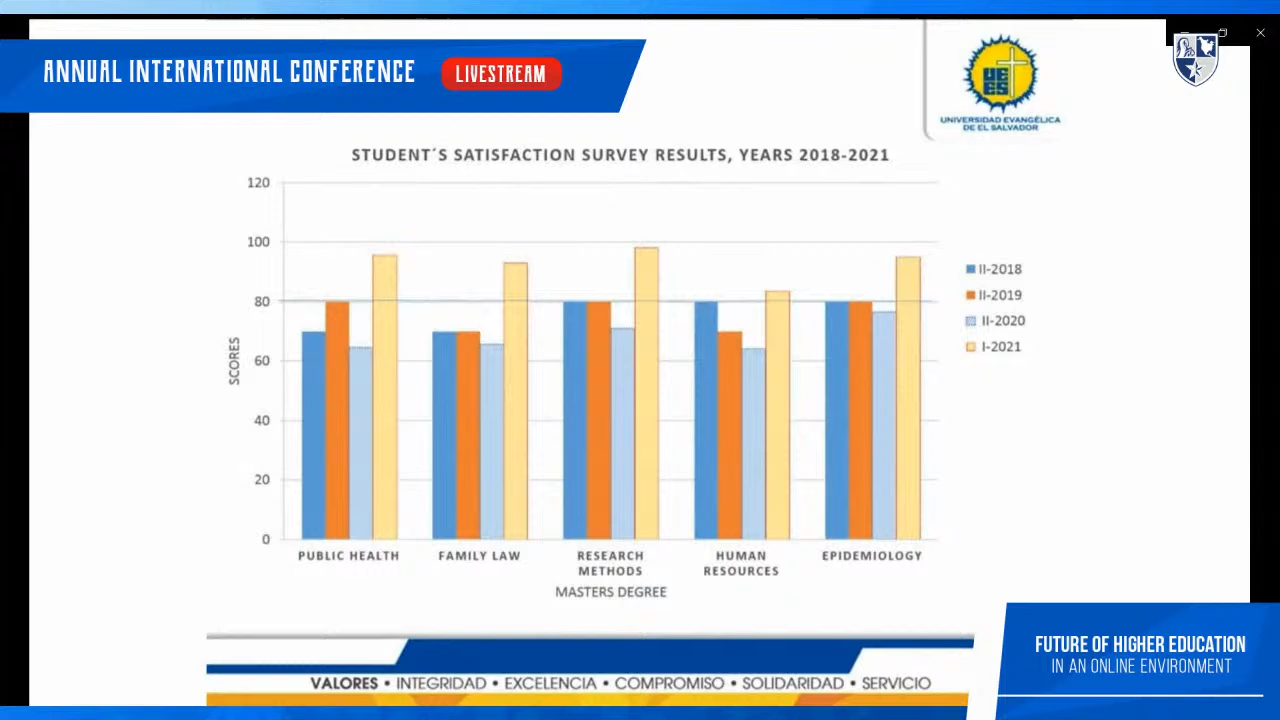 ANNUAL INTERNATIONAL CONFERENCE LIVESTREAM
UE
ES
UNIVERSIDAD EVANGÉLICA
DE EL SALVADOR
STUDENT´S SATISFACTION SURVEY RESULTS, YEARS 2018-2021
120
100
80
60
40
20
0
SCORES
II-2018
II-2019
II-2020
I-2021
PUBLIC HEALTH
FAMILY LAW
RESEARCH
METHODS
HUMAN
RESOURCES
EPIDEMIOLOGY
MASTERS DEGREE
VALORES • INTEGRIDAD • EXCELENCIA • COMPROMISO • SOLIDARIDAD • SERVICIO
FUTURE OF HIGHER EDUCATION
IN AN ONLINE ENVIRONMENT